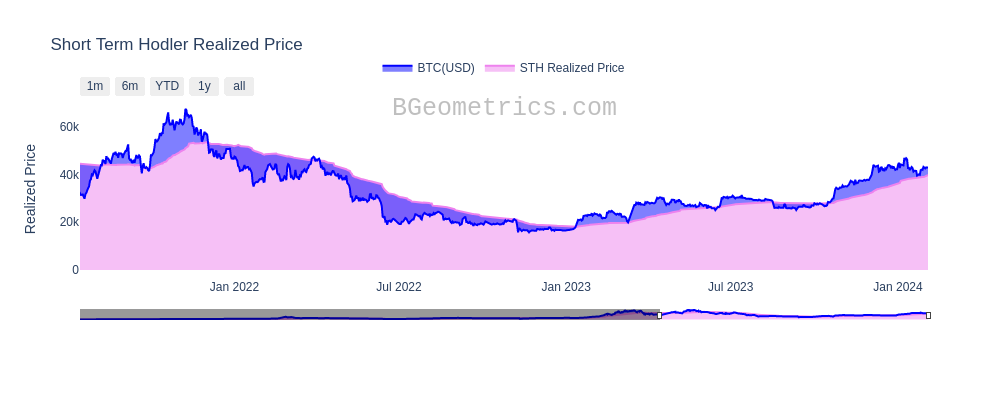 Short Term Hodler Realized Price
BTC(USD) STH Realized Price
1m 6m YTD 1y all
BGeometrics.com
Realized Price
60k
40k
20k
0
Jan 2022 Jul 2022 Jan 2023 Jul 2023 Jan 2024